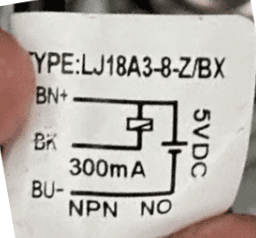 TYPE:LJ18A3-8-Z/BX
BN+
BK
5VDC
300mA
BU-
NPN NO